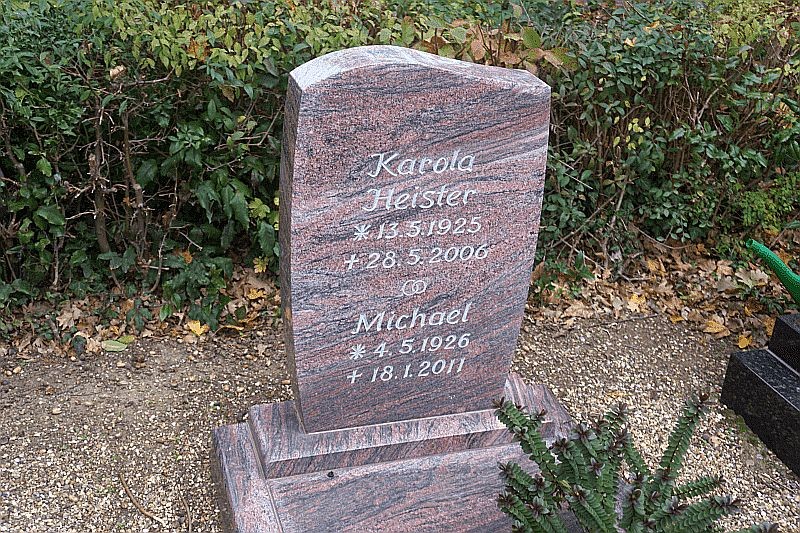 Karola
Heister
* 13.5.1925
+ 28.5.2006
Michael
* 4.5.1926
+ 18.1.2011